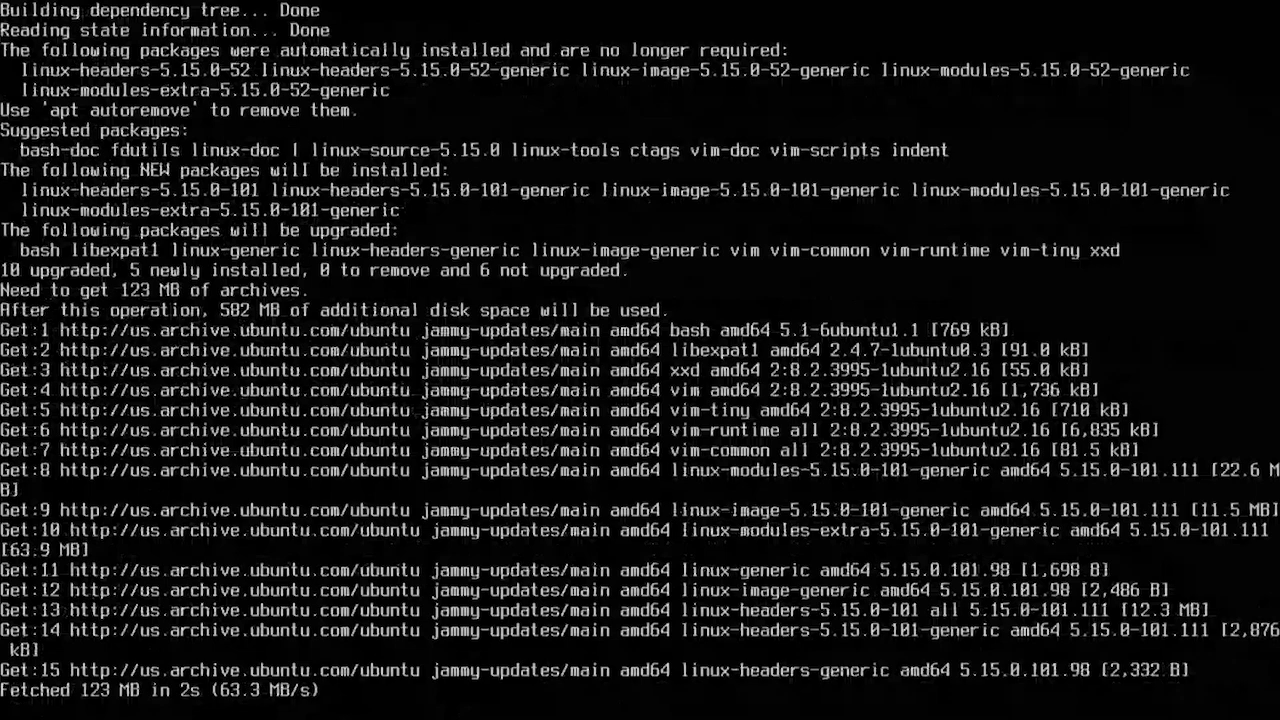 Building dependency tree... Done
Reading state information... Done
The following packages were automatically installed and are no longer required:
  linux-headers-5.15.0-52 linux-headers-5.15.0-52-generic linux-image-5.15.0-52-generic linux-modules-5.15.0-52-generic
  linux-modules-extra-5.15.0-52-generic
Use 'apt autoremove' to remove them.
Suggested packages:
  bash-doc fdutils linux-doc | linux-source-5.15.0 linux-tools ctags vim-doc vim-scripts indent
The following NEW packages will be installed:
  linux-headers-5.15.0-101 linux-headers-5.15.0-101-generic linux-image-5.15.0-101-generic linux-modules-5.15.0-101-generic
  linux-modules-extra-5.15.0-101-generic
The following packages will be upgraded:
  bash libexpat1 linux-generic linux-headers-generic linux-image-generic vim vim-common vim-runtime vim-tiny xxd
10 upgraded, 5 newly installed, 0 to remove and 6 not upgraded.
Need to get 123 MB of archives.
After this operation, 582 MB of additional disk space will be used.
Get:1 http://us.archive.ubuntu.com/ubuntu jammy-updates/main amd64 bash amd64 5.1-6ubuntu1.1 [769 kB]
Get:2 http://us.archive.ubuntu.com/ubuntu jammy-updates/main amd64 libexpat1 amd64 2.4.7-1ubuntu0.3 [91.0 kB]
Get:3 http://us.archive.ubuntu.com/ubuntu jammy-updates/main amd64 xxd amd64 2:8.2.3995-1ubuntu2.16 [55.0 kB]
Get:4 http://us.archive.ubuntu.com/ubuntu jammy-updates/main amd64 vim amd64 2:8.2.3995-1ubuntu2.16 [1,736 kB]
Get:5 http://us.archive.ubuntu.com/ubuntu jammy-updates/main amd64 vim-tiny amd64 2:8.2.3995-1ubuntu2.16 [710 kB]
Get:6 http://us.archive.ubuntu.com/ubuntu jammy-updates/main amd64 vim-runtime all 2:8.2.3995-1ubuntu2.16 [6,835 kB]
Get:7 http://us.archive.ubuntu.com/ubuntu jammy-updates/main amd64 vim-common all 2:8.2.3995-1ubuntu2.16 [81.5 kB]
Get:8 http://us.archive.ubuntu.com/ubuntu jammy-updates/main amd64 linux-modules-5.15.0-101-generic amd64 5.15.0-101.111 [22.6 M
B]
Get:9 http://us.archive.ubuntu.com/ubuntu jammy-updates/main amd64 linux-image-5.15.0-101-generic amd64 5.15.0-101.111 [11.5 MB]
Get:10 http://us.archive.ubuntu.com/ubuntu jammy-updates/main amd64 linux-modules-extra-5.15.0-101-generic amd64 5.15.0-101.111
[63.9 MB]
Get:11 http://us.archive.ubuntu.com/ubuntu jammy-updates/main amd64 linux-generic amd64 5.15.0.101.98 [1,698 B]
Get:12 http://us.archive.ubuntu.com/ubuntu jammy-updates/main amd64 linux-image-generic amd64 5.15.0.101.98 [2,486 B]
Get:13 http://us.archive.ubuntu.com/ubuntu jammy-updates/main amd64 linux-headers-5.15.0-101 all 5.15.0-101.111 [12.3 MB]
Get:14 http://us.archive.ubuntu.com/ubuntu jammy-updates/main amd64 linux-headers-5.15.0-101-generic amd64 5.15.0-101.111 [2,876
 kB]
Get:15 http://us.archive.ubuntu.com/ubuntu jammy-updates/main amd64 linux-headers-generic amd64 5.15.0.101.98 [2,332 B]
Fetched 123 MB in 2s (63.3 MB/s)